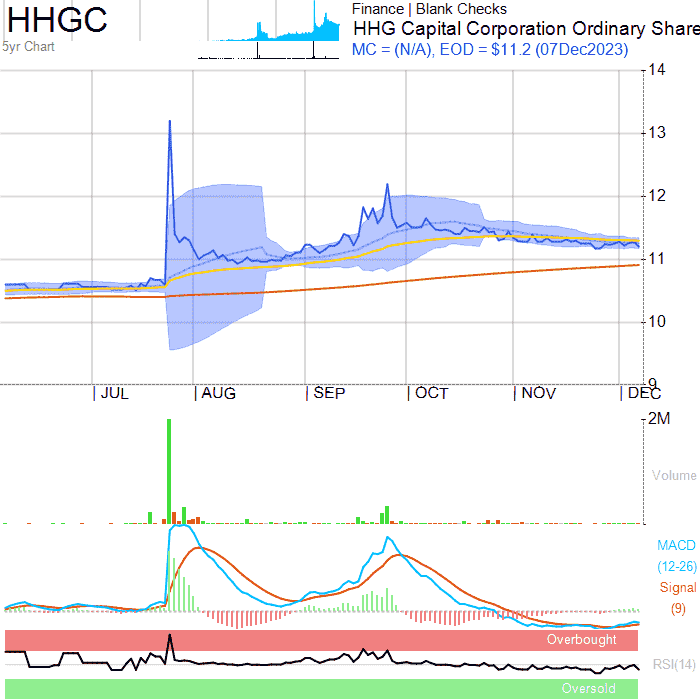 HHGC
5yr Chart
Finance | Blank Checks
HHG Capital Corporation Ordinary Share
MC = (N/A), EOD = $11.2 (07Dec2023)
14
13
12
11
10
9
JUL AUG SEP OCT NOV DEC
2M
Volume
MACD
(12-26)
Signal
(9)
Overbought
RSI(14)
Oversold